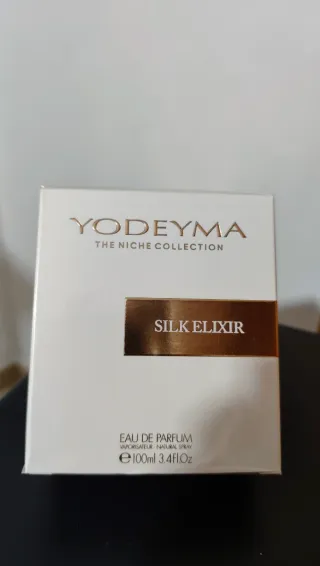 YODEYMA
THE NICHE COLLECTION
SILK ELIXIR
EAU DE PARFUM
VAPORISATEUR · NATURAL SPRAY
℮100ml 3.4fl.Oz